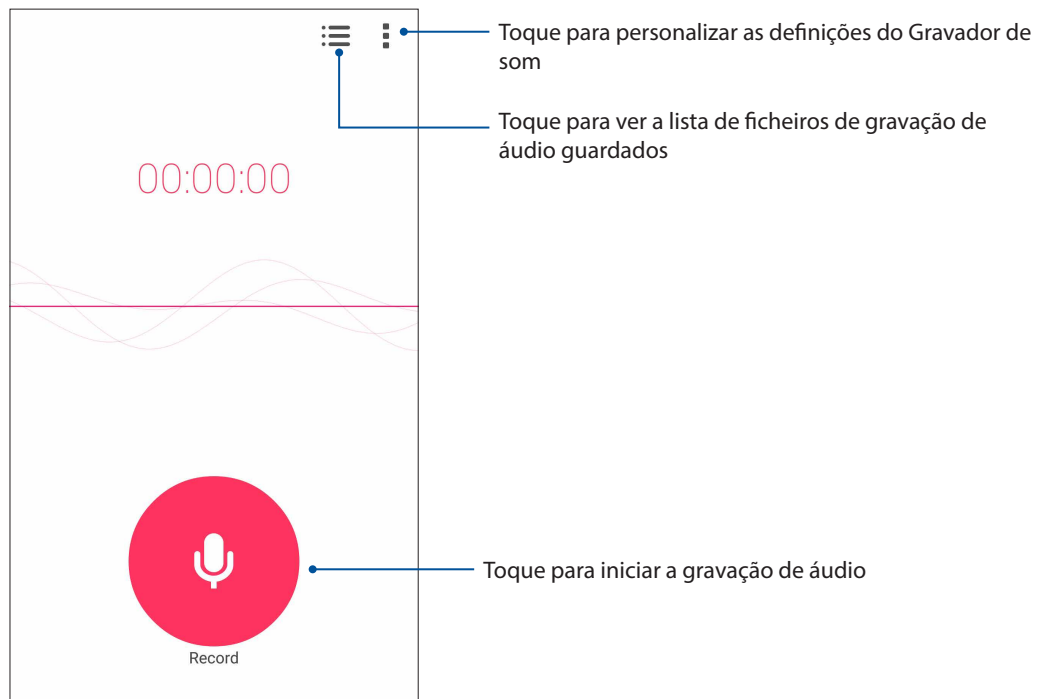 Toque para personalizar as definições do Gravador de
som
Toque para ver a lista de ficheiros de gravação de
áudio guardados
00:00:00
Toque para iniciar a gravação de áudio
Record